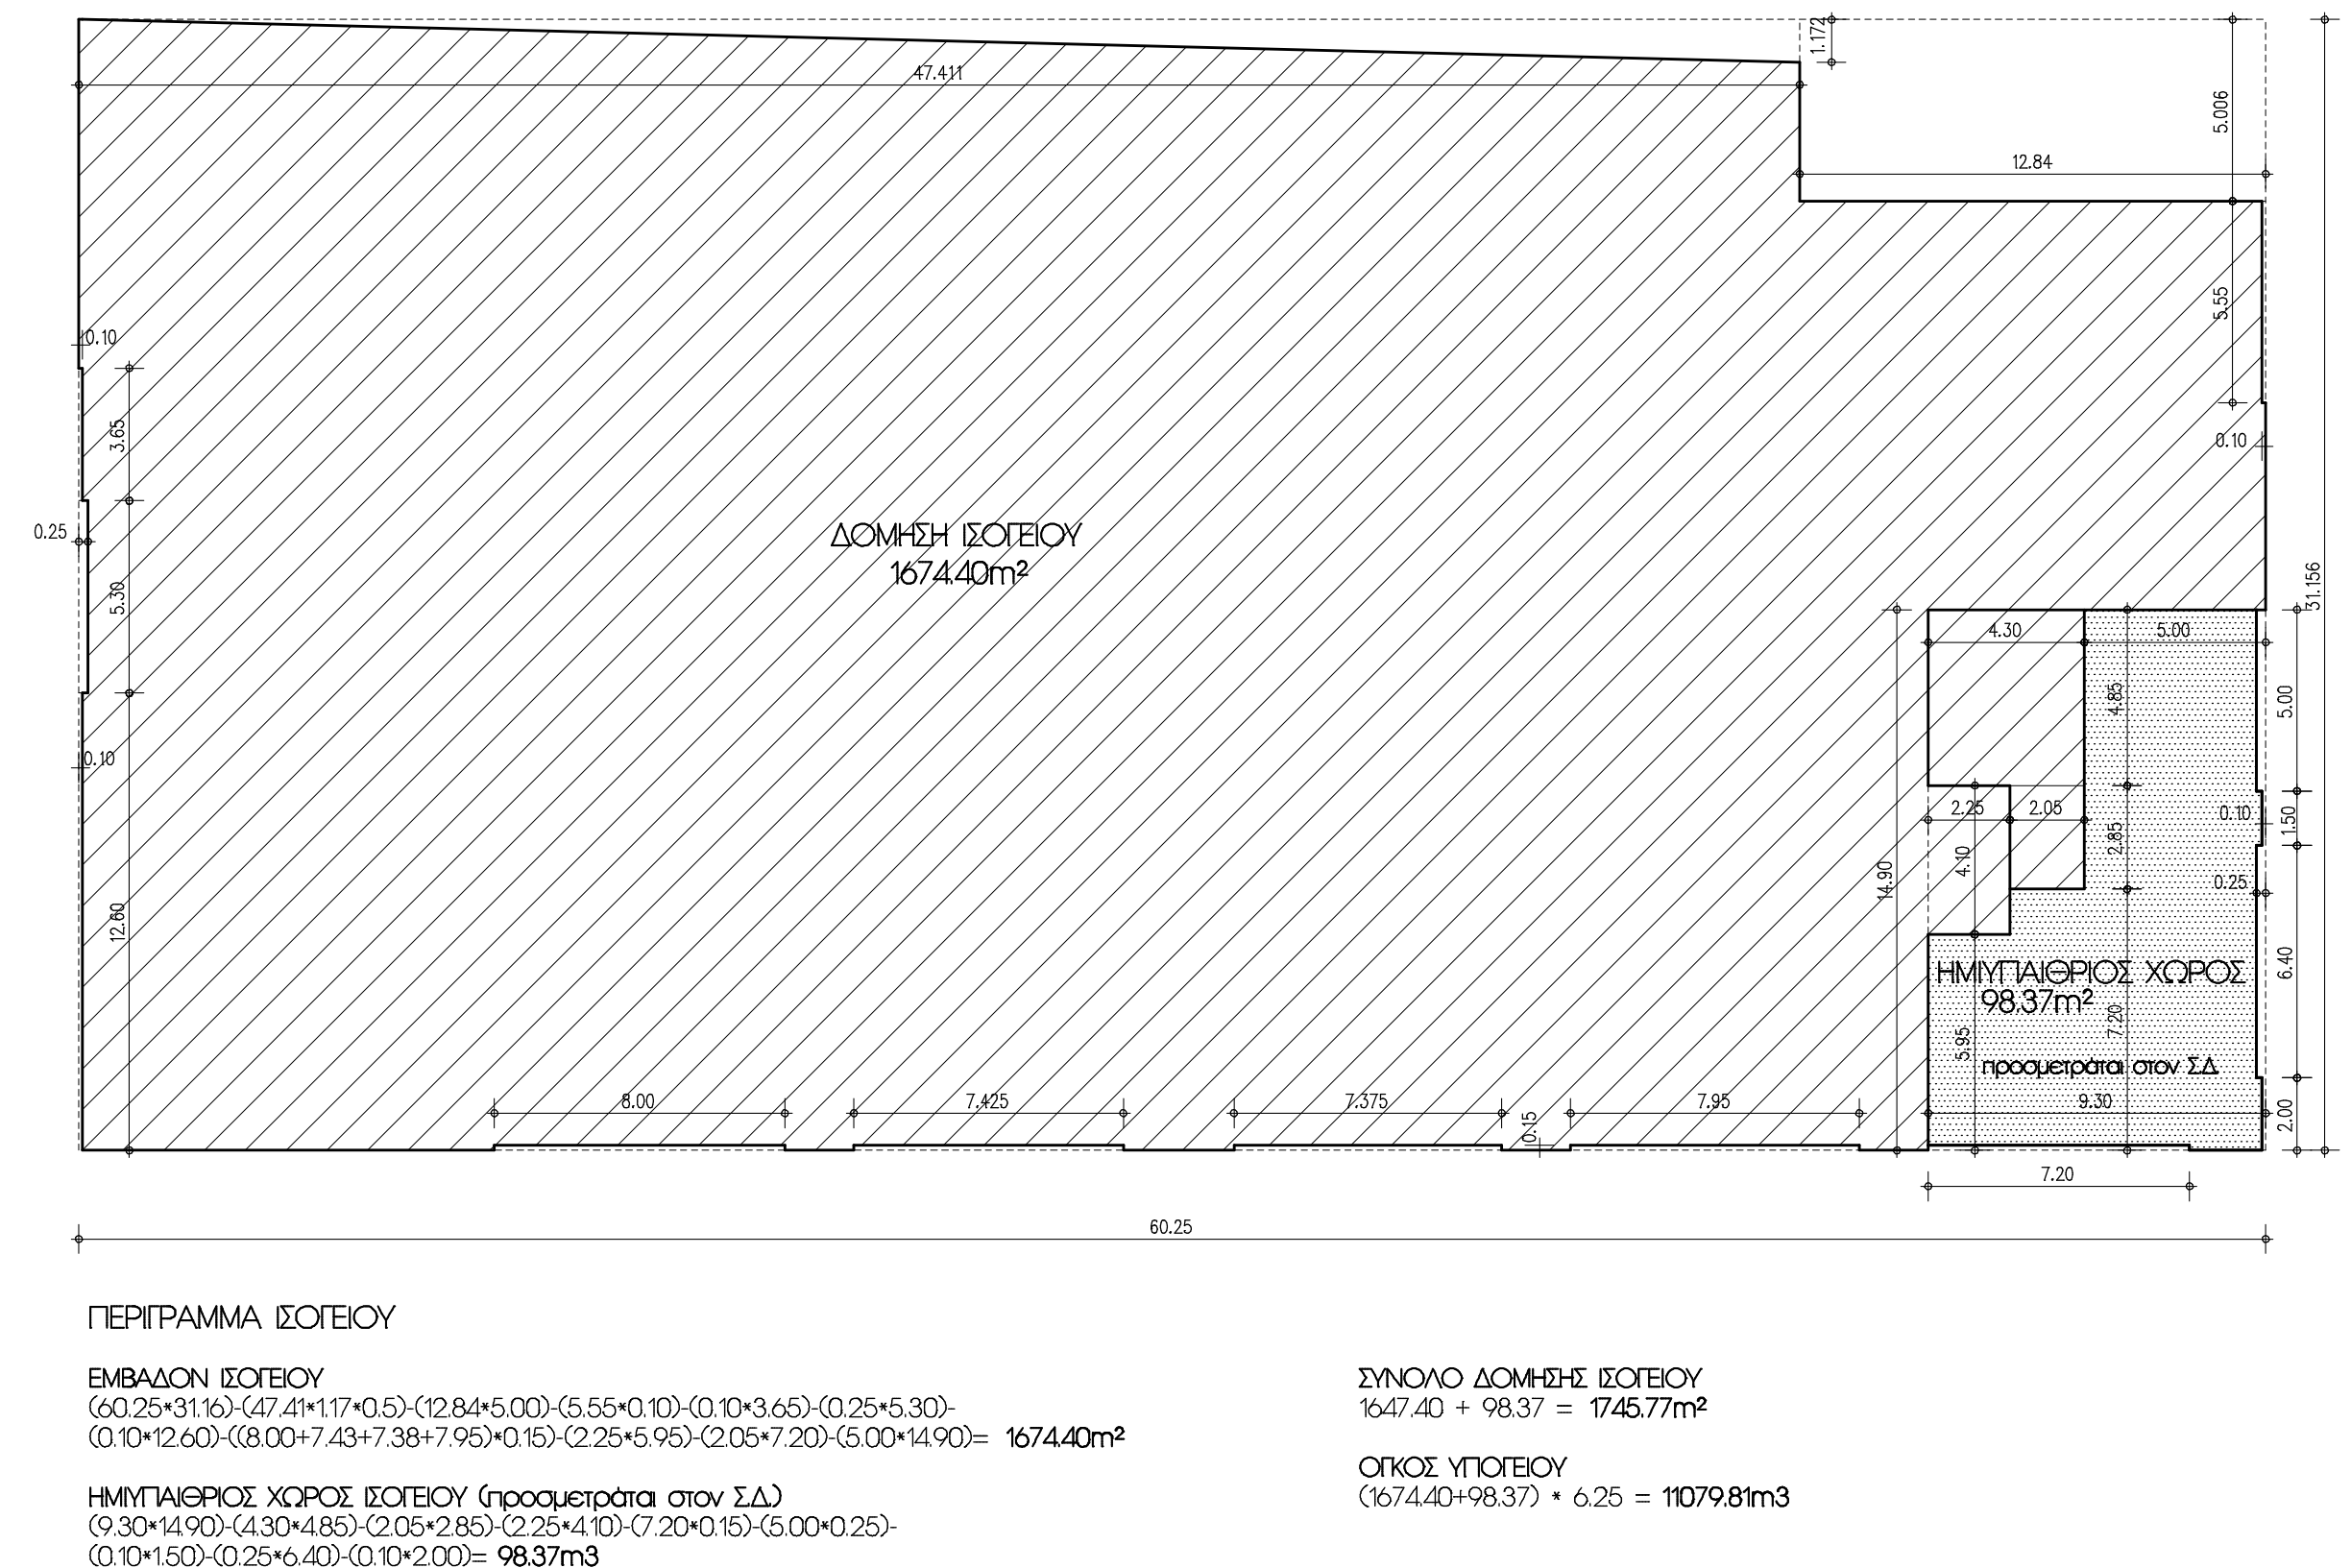 1.172
47.411
5.006
12.84
5.55
0.10
0.10
3.65
0.25
5.30
31.156
ΔΟΜΗΣΗ ΙΣΟΓΕΙΟΥ
1674.40m²
4.30
5.00
4.85
5.00
0.10
2.25
2.05
0.10
1.50
2.85
4.10
14.90
0.25
12.60
6.40
ΗΜΙΥΠΑΙΘΡΙΟΣ ΧΩΡΟΣ
98.37m²
7.20
5.95
προσμετράται στον ΣΔ
8.00
7.425
7.375
0.15
7.95
9.30
2.00
7.20
60.25
ΠΕΡΙΓΡΑΜΜΑ ΙΣΟΓΕΙΟΥ
ΕΜΒΑΔΟΝ ΙΣΟΓΕΙΟΥ
(60.25*31.16)-(47.41*1.17*0.5)-(12.84*5.00)-(5.55*0.10)-(0.10*3.65)-(0.25*5.30)-
(0.10*12.60)-((8.00+7.43+7.38+7.95)*0.15)-(2.25*5.95)-(2.05*7.20)-(5.00*14.90)= 1674.40m²
ΗΜΙΥΠΑΙΘΡΙΟΣ ΧΩΡΟΣ ΙΣΟΓΕΙΟΥ (προσμετράται στον Σ.Δ.)
(9.30*14.90)-(4.30*4.85)-(2.05*2.85)-(2.25*4.10)-(7.20*0.15)-(5.00*0.25)-
(0.10*1.50)-(0.25*6.40)-(0.10*2.00)= 98.37m3
ΣΥΝΟΛΟ ΔΟΜΗΣΗΣ ΙΣΟΓΕΙΟΥ
1647.40 + 98.37 = 1745.77m²
ΟΓΚΟΣ ΥΠΟΓΕΙΟΥ
(1674.40+98.37) * 6.25 = 11079.81m3